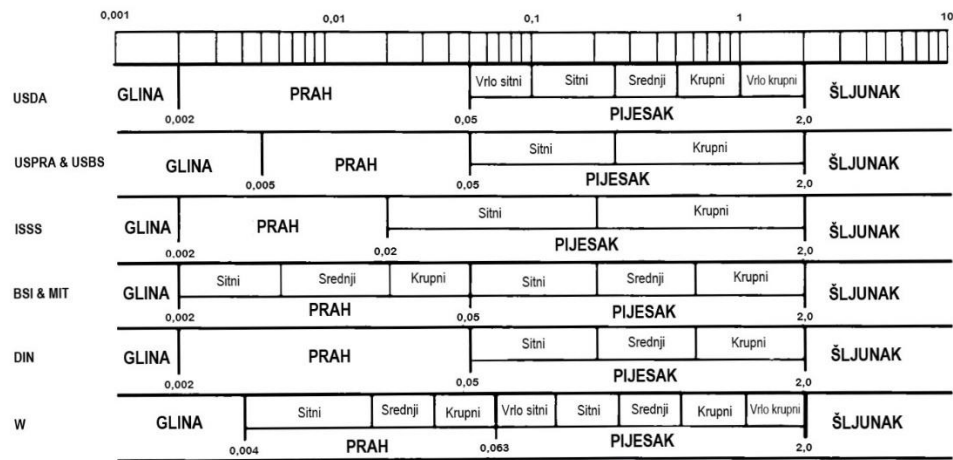 0,001 0,01 0,1 1 10
USDA GLINA PRAH Vrlo sitni Sitni Srednji Krupni Vrlo krupni ŠLJUNAK
PIJESAK
0,002 0,05 2,0
USPRA & USBS GLINA PRAH Sitni Krupni ŠLJUNAK
PIJESAK
0,005 0,05 2,0
ISSS GLINA PRAH Sitni Krupni ŠLJUNAK
PIJESAK
0,002 0,02 2,0
BSI & MIT GLINA Sitni Srednji Krupni Sitni Srednji Krupni ŠLJUNAK
PRAH PIJESAK
0,002 0,05 2,0
DIN GLINA PRAH Sitni Srednji Krupni ŠLJUNAK
PIJESAK
0,002 0,05 2,0
W GLINA Sitni Srednji Krupni Vrlo sitni Sitni Srednji Krupni Vrlo krupni ŠLJUNAK
PRAH PIJESAK
0,004 0,063 2,0